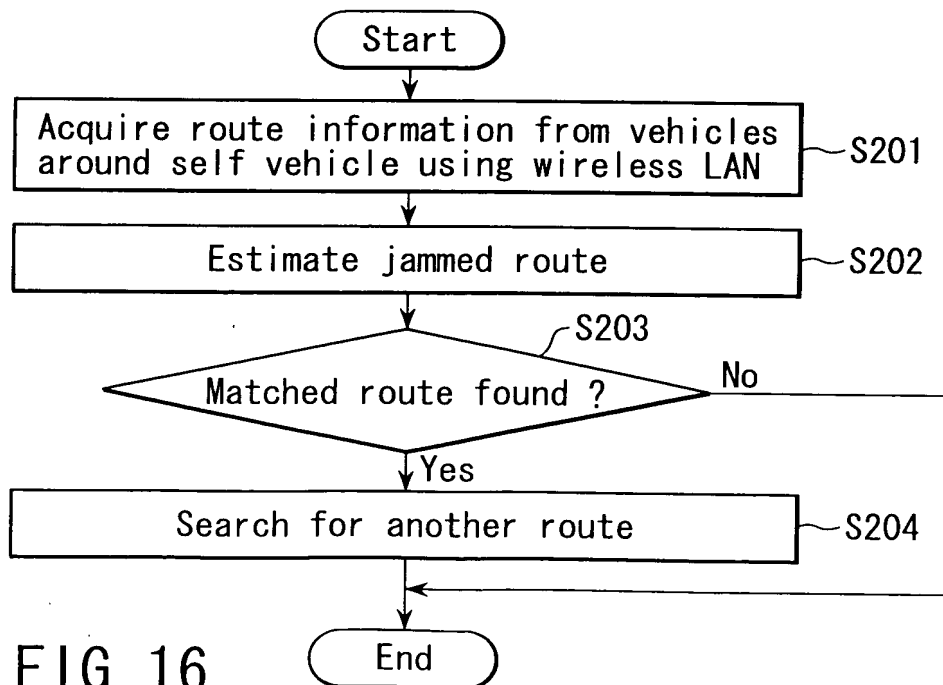 Start
Acquire route information from vehicles
around self vehicle using wireless LAN
S201
Estimate jammed route
S202
S203
Matched route found ?
No
Yes
Search for another route
S204
End
FIG 16